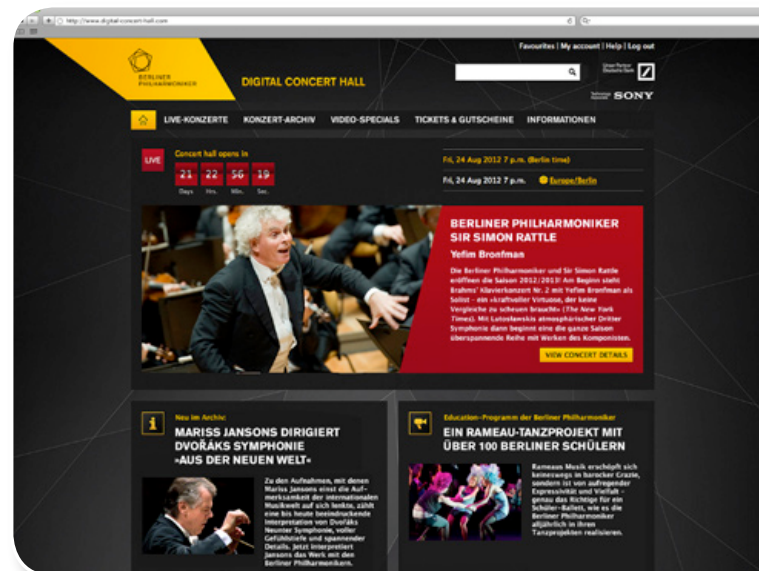 http://www.digital-concert-hall.com
Favourites | My account | Help | Log out
BERLINER
PHILHARMONIKER
DIGITAL CONCERT HALL
Unser Partner
Deutsche Bank
SONY
LIVE-KONZERTE KONZERT-ARCHIV VIDEO-SPECIALS TICKETS & GUTSCHEINE INFORMATIONEN
LIVE
Concert hall opens in
21 22 56 19
Days Hrs. Min. Sec.
Fri, 24 Aug 2012 7 p.m. (Berlin time)
Fri, 24 Aug 2012 7 p.m. Europe/Berlin
BERLINER PHILHARMONIKER
SIR SIMON RATTLE
Yefim Bronfman
Die Berliner Philharmoniker und Sir Simon Rattle
eröffnen die Saison 2012/2013! Am Beginn steht
Brahms' Klavierkonzert Nr. 2 mit Yefim Bronfman als
Solist – ein »kraftvoller Virtuose, der keine
Vergleiche zu scheuen braucht« (The New York
Times). Mit Lutosławskis atmosphärischer Dritter
Symphonie dann beginnt eine die ganze Saison
überspannende Reihe mit Werken des Komponisten.
VIEW CONCERT DETAILS
Neu im Archiv:
MARISS JANSONS DIRIGIERT
DVOŘÁKS SYMPHONIE
»AUS DER NEUEN WELT«
Zu den Aufnahmen, mit denen
Mariss Jansons einst die Auf-
merksamkeit der internationalen
Musikwelt auf sich lenkte, zählt
eine bis heute beeindruckende
Interpretation von Dvořáks
Neunter Symphonie, voller
Gefühlstiefe und spannender
Details. Jetzt interpretiert
Jansons das Werk mit den
Berliner Philharmonikern.
Education-Programm der Berliner Philharmoniker
EIN RAMEAU-TANZPROJEKT MIT
ÜBER 100 BERLINER SCHÜLERN
Rameaus Musik erschöpft sich
keineswegs in barocker Grazie,
sondern ist von aufregender
Expressivität und Vielfalt –
genau das Richtige für ein
Schüler-Ballett, wie es die
Berliner Philharmoniker
alljährlich in ihren
Tanzprojekten realisieren.